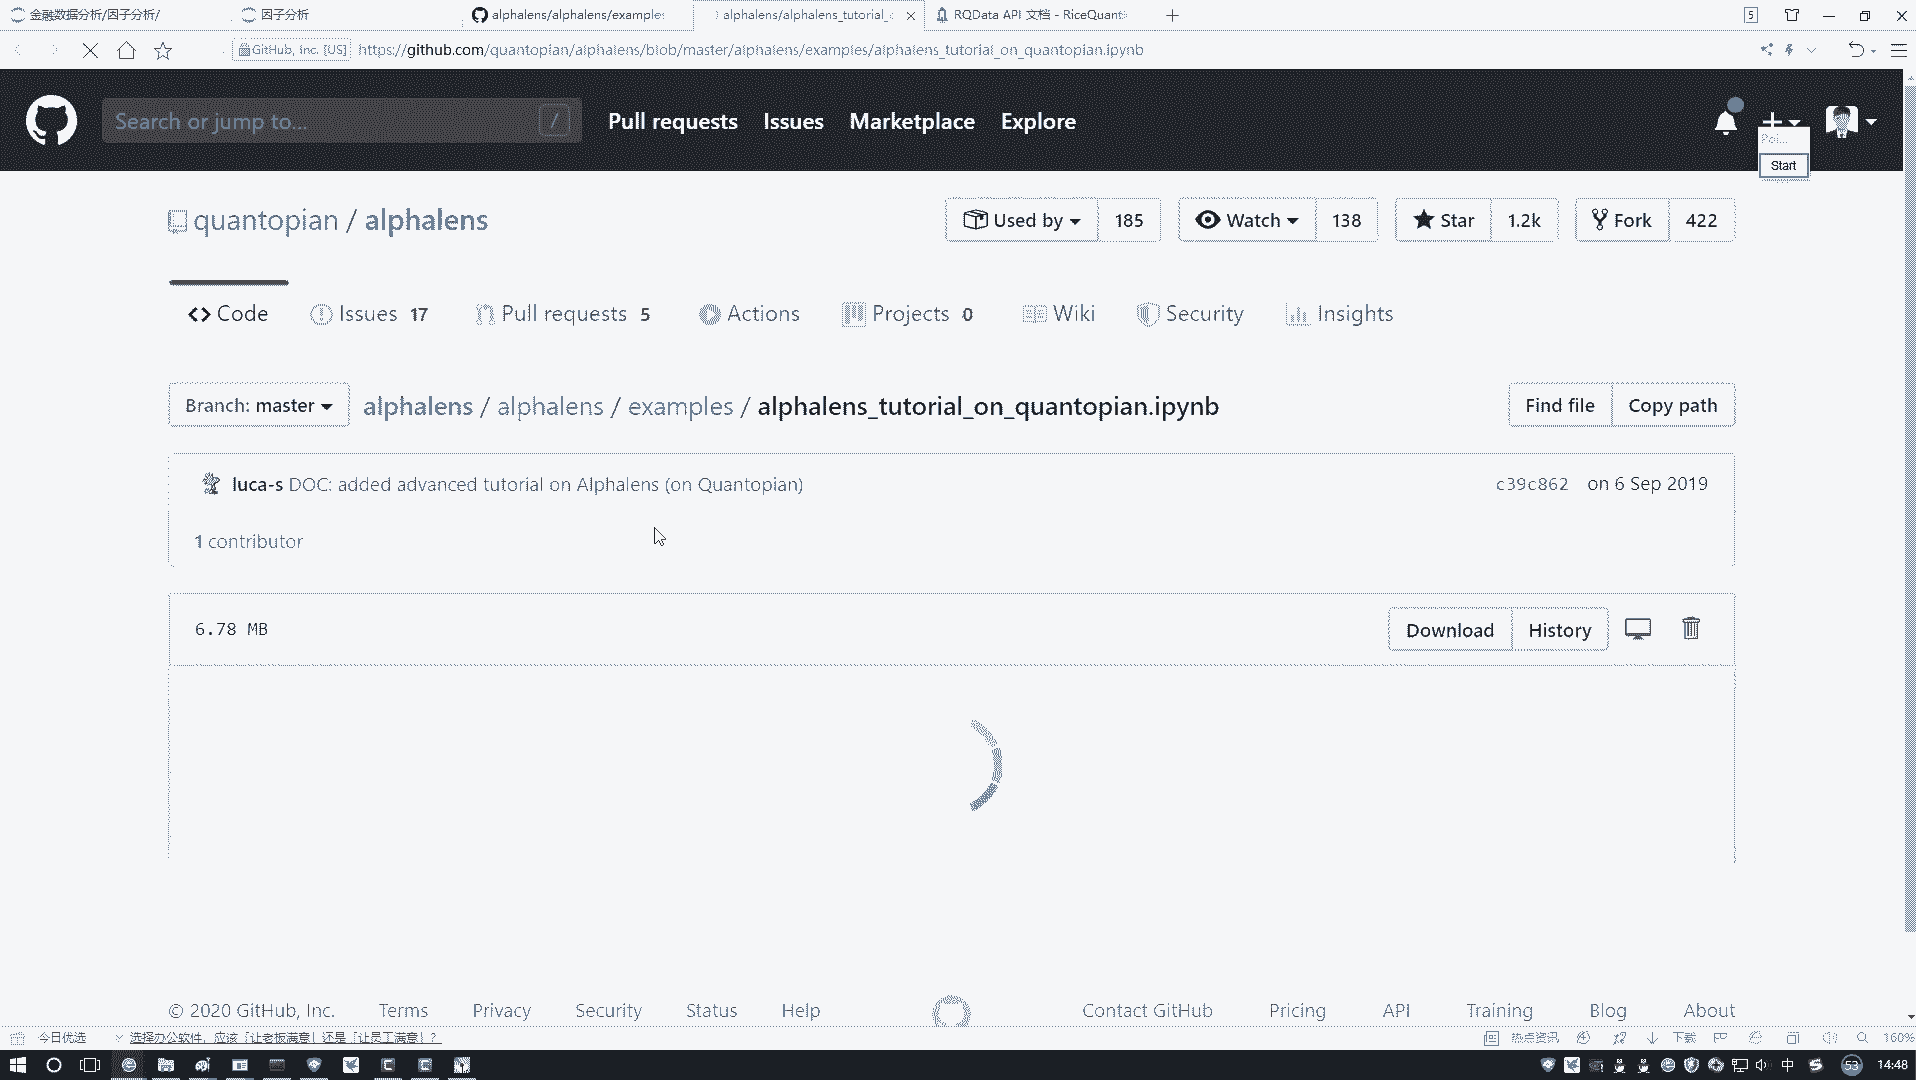 金融数据分析/因子分析/
因子分析
alphalens/alphalens/examples
alphalens/alphalens_tutorial_
RQData API 文档 - RiceQuant
5
GitHub, Inc. [US]
https://github.com/quantopian/alphalens/blob/master/alphalens/examples/alphalens_tutorial_on_quantopian.ipynb
Search or jump to...
/
Pull requests
Issues
Marketplace
Explore
Poi...
Start
quantopian / alphalens
Used by
185
Watch
138
Star
1.2k
Fork
422
Code
Issues 17
Pull requests 5
Actions
Projects 0
Wiki
Security
Insights
Branch: master
alphalens / alphalens / examples / alphalens_tutorial_on_quantopian.ipynb
Find file
Copy path
luca-s DOC: added advanced tutorial on Alphalens (on Quantopian)
c39c862 on 6 Sep 2019
1 contributor
6.78 MB
Download
History
© 2020 GitHub, Inc.
Terms
Privacy
Security
Status
Help
Contact GitHub
Pricing
API
Training
Blog
About
今日优选
选择办公软件，应该「让老板满意」还是「让员工满意」？
热点资讯
下载
160%
中
53
14:48